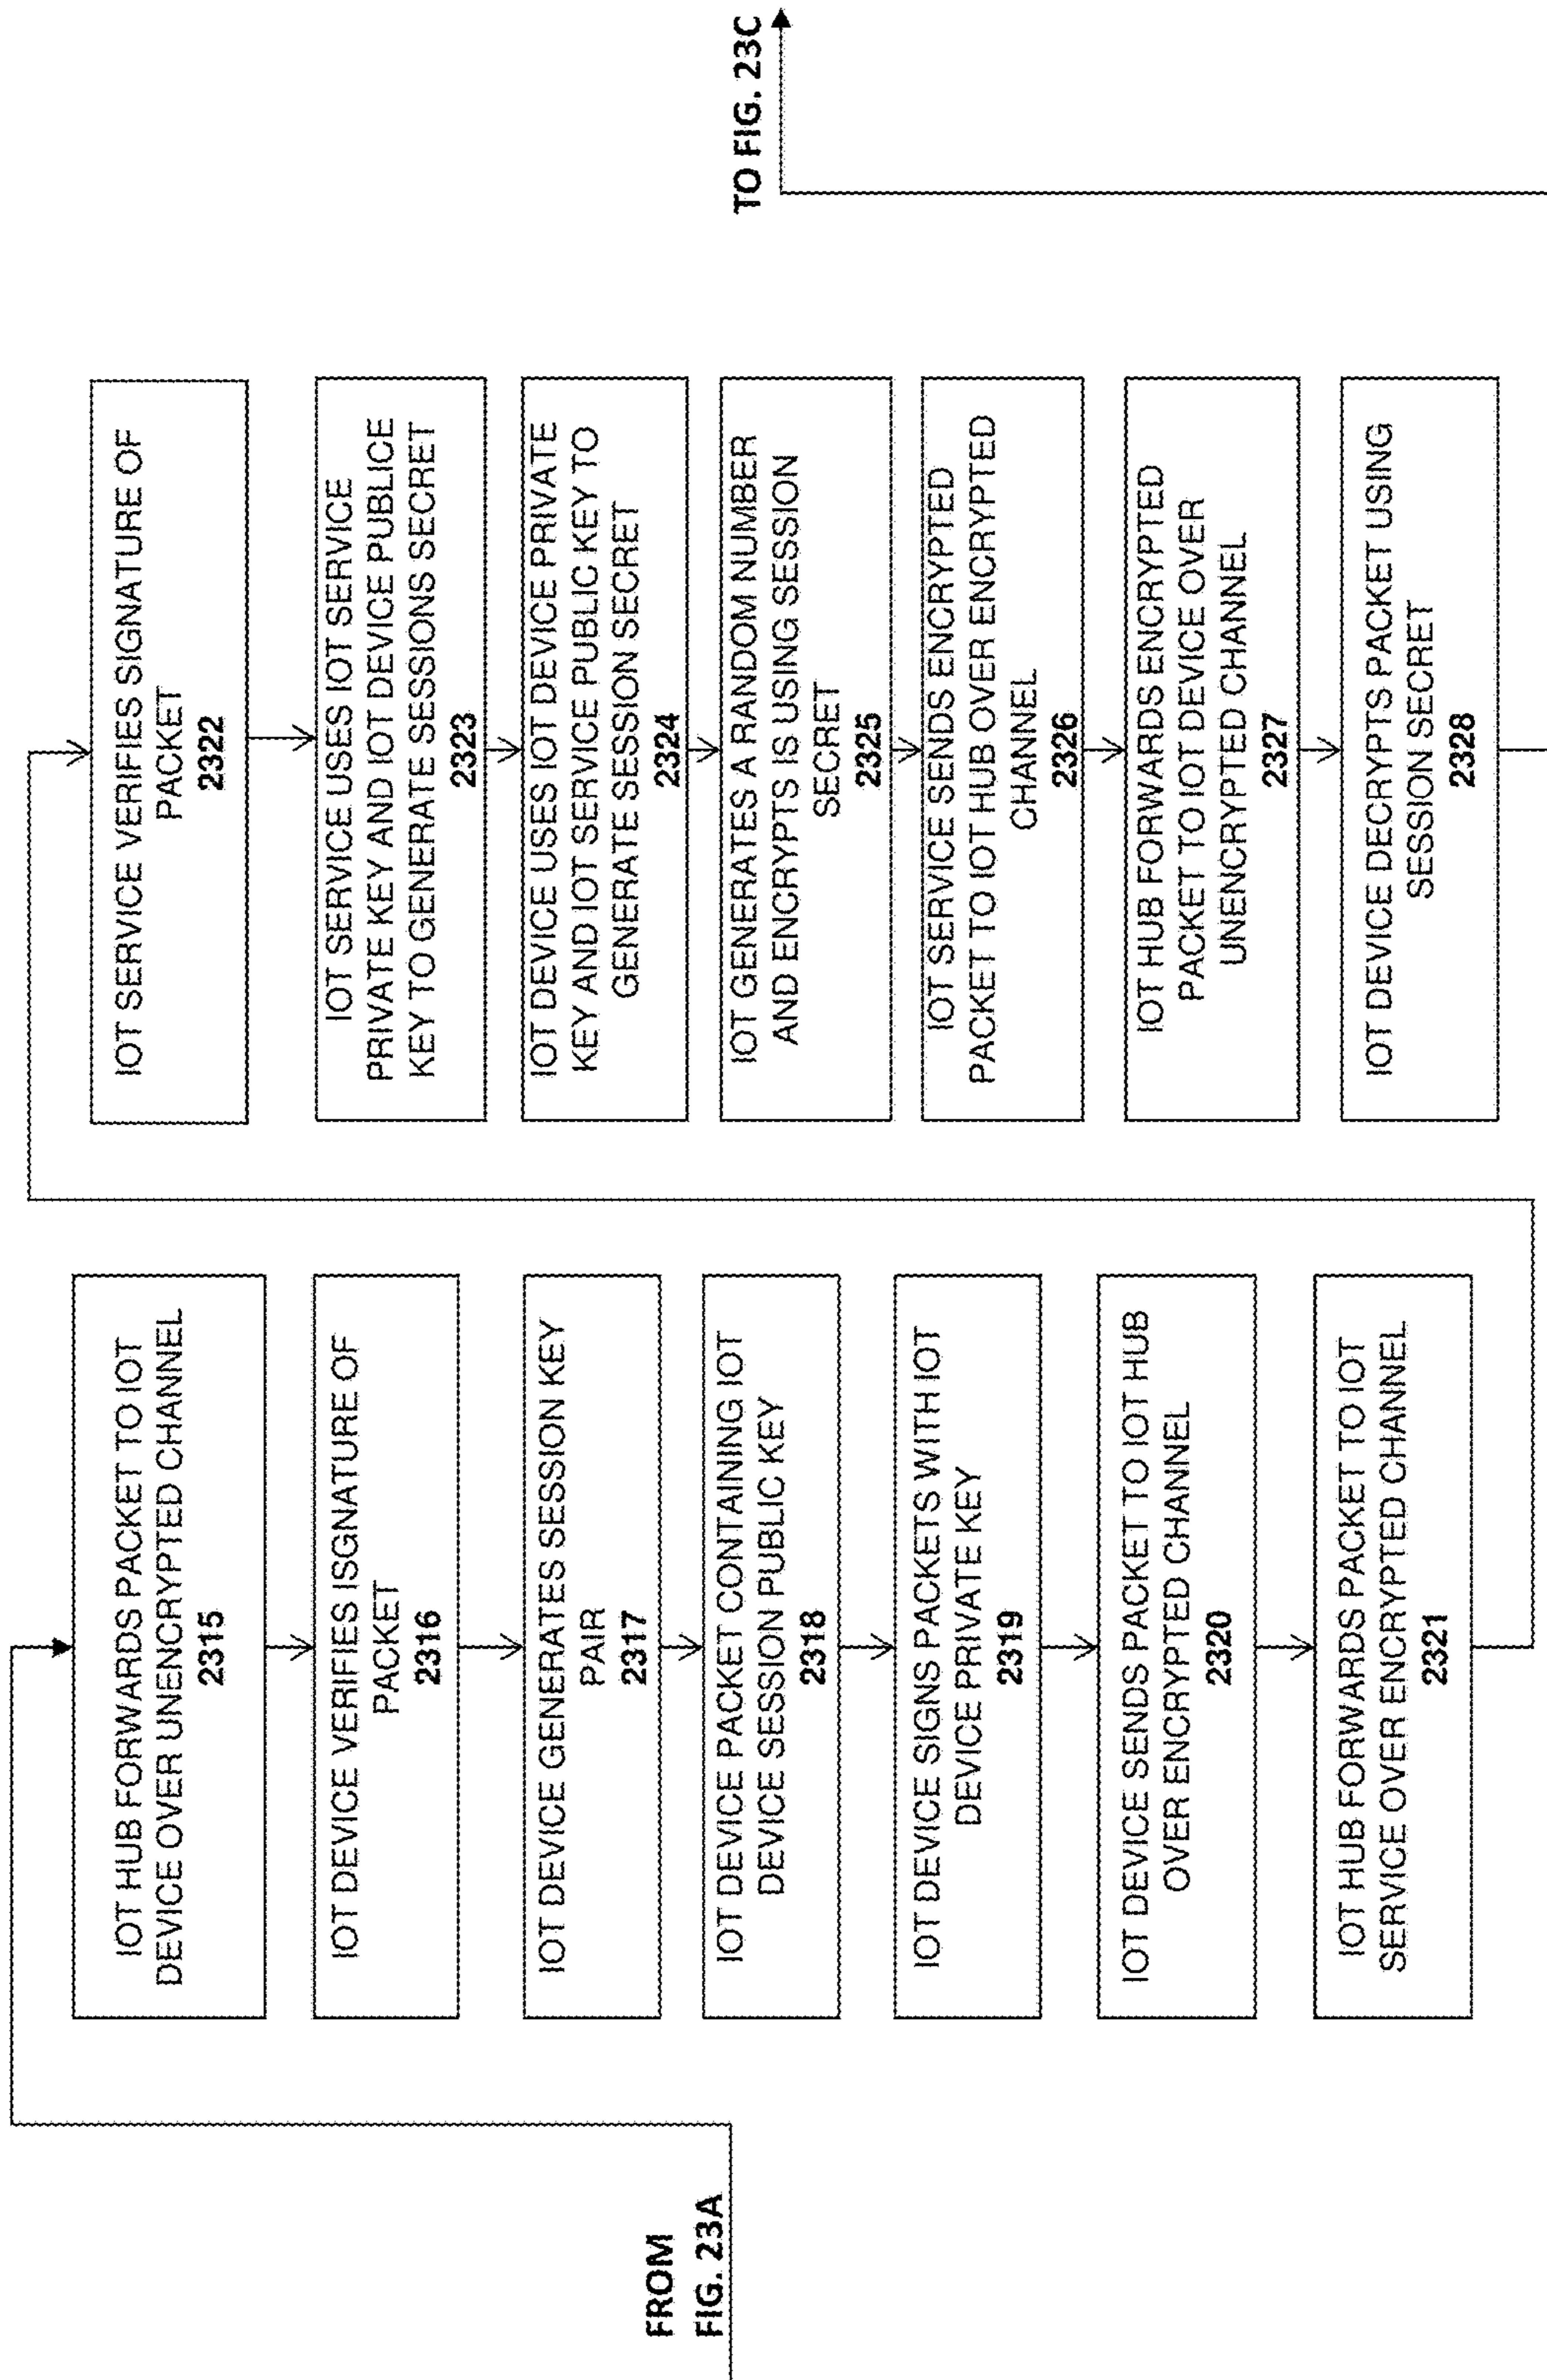 FROM
FIG. 23A
IOT HUB FORWARDS PACKET TO IOT
DEVICE OVER UNENCRYPTED CHANNEL
2315
IOT DEVICE VERIFIES ISGNATURE OF
PACKET
2316
IOT DEVICE GENERATES SESSION KEY
PAIR
2317
IOT DEVICE PACKET CONTAINING IOT
DEVICE SESSION PUBLIC KEY
2318
IOT DEVICE SIGNS PACKETS WITH IOT
DEVICE PRIVATE KEY
2319
IOT DEVICE SENDS PACKET TO IOT HUB
OVER ENCRYPTED CHANNEL
2320
IOT HUB FORWARDS PACKET TO IOT
SERVICE OVER ENCRYPTED CHANNEL
2321
IOT SERVICE VERIFIES SIGNATURE OF
PACKET
2322
IOT SERVICE USES IOT SERVICE
PRIVATE KEY AND IOT DEVICE PUBLICE
KEY TO GENERATE SESSIONS SECRET
2323
IOT DEVICE USES IOT DEVICE PRIVATE
KEY AND IOT SERVICE PUBLIC KEY TO
GENERATE SESSION SECRET
2324
IOT GENERATES A RANDOM NUMBER
AND ENCRYPTS IS USING SESSION
SECRET
2325
IOT SERVICE SENDS ENCRYPTED
PACKET TO IOT HUB OVER ENCRYPTED
CHANNEL
2326
IOT HUB FORWARDS ENCRYPTED
PACKET TO IOT DEVICE OVER
UNENCRYPTED CHANNEL
2327
IOT DEVICE DECRYPTS PACKET USING
SESSION SECRET
2328
TO FIG. 23C